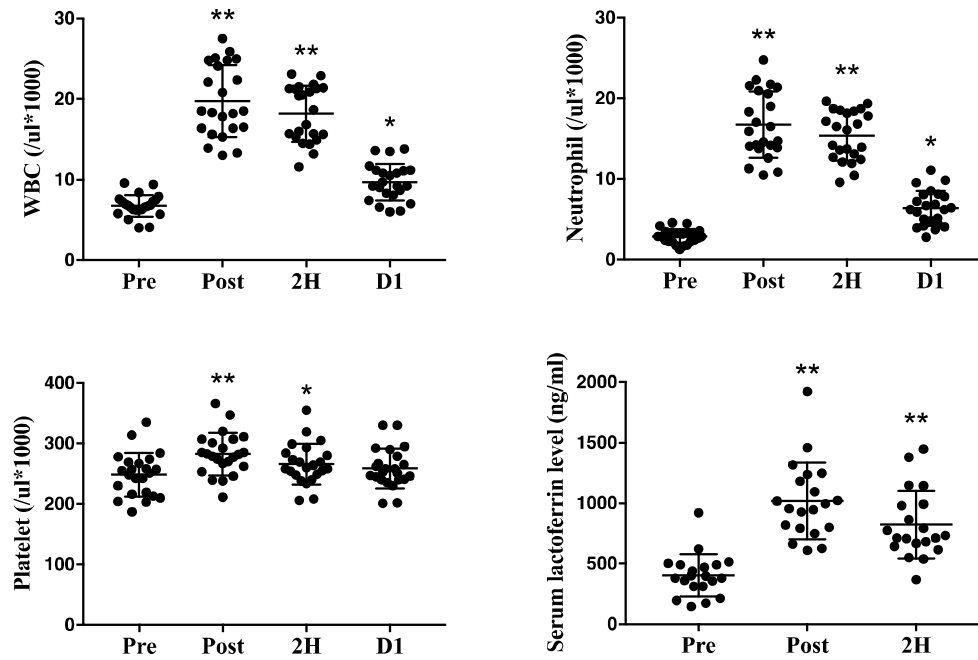 WBC (/ul*1000)
30
20
10
0
** ** *
Pre Post 2H D1
Neutrophil (/ul*1000)
30
20
10
0
** ** *
Pre Post 2H D1
Platelet (/ul*1000)
400
300
200
100
0
** *
Pre Post 2H D1
Serum lactoferrin level (ng/ml)
2000
1500
1000
500
0
** **
Pre Post 2H